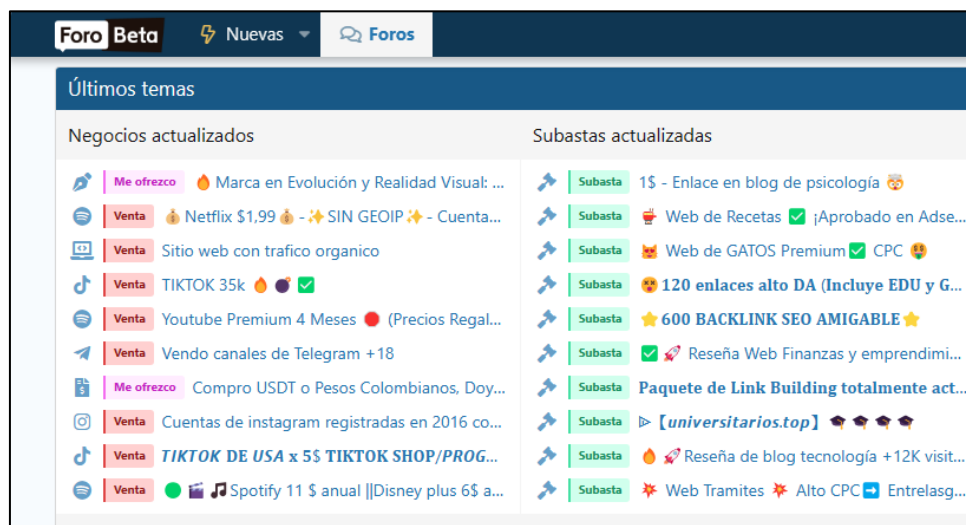 Foro Beta Nuevas Foros
Últimos temas
Negocios actualizados
Me ofrezco 🔥 Marca en Evolución y Realidad Visual: ...
Venta 💰Netflix $1,99💰 - ✨SIN GEOIP✨ - Cuenta...
Venta Sitio web con trafico organico
Venta TIKTOK 35k 🔥 💣 ✅
Venta Youtube Premium 4 Meses 🛑 (Precios Regal...
Venta Vendo canales de Telegram +18
Me ofrezco Compro USDT o Pesos Colombianos, Doy...
Venta Cuentas de instagram registradas en 2016 co...
Venta TIKTOK DE USA x 5$ TIKTOK SHOP/PROG...
Venta 🟢 🎬 🎵Spotify 11 $ anual ||Disney plus 6$ a...
Subastas actualizadas
Subasta 1$ - Enlace en blog de psicología 🤯
Subasta 🍲 Web de Recetas ✅ ¡Aprobado en Adse...
Subasta 😻 Web de GATOS Premium✅ CPC 🤑
Subasta 😵120 enlaces alto DA (Incluye EDU y G...
Subasta ⭐600 BACKLINK SEO AMIGABLE⭐
Subasta ✅ 🚀 Reseña Web Finanzas y emprendimi...
Subasta Paquete de Link Building totalmente act...
Subasta ⩥【universitarios.top】 🎓 🎓 🎓 🎓
Subasta 🔥 🚀Reseña de blog tecnología +12K visit...
Subasta 💥 Web Tramites 💥 Alto CPC➡️ Entrelasg...